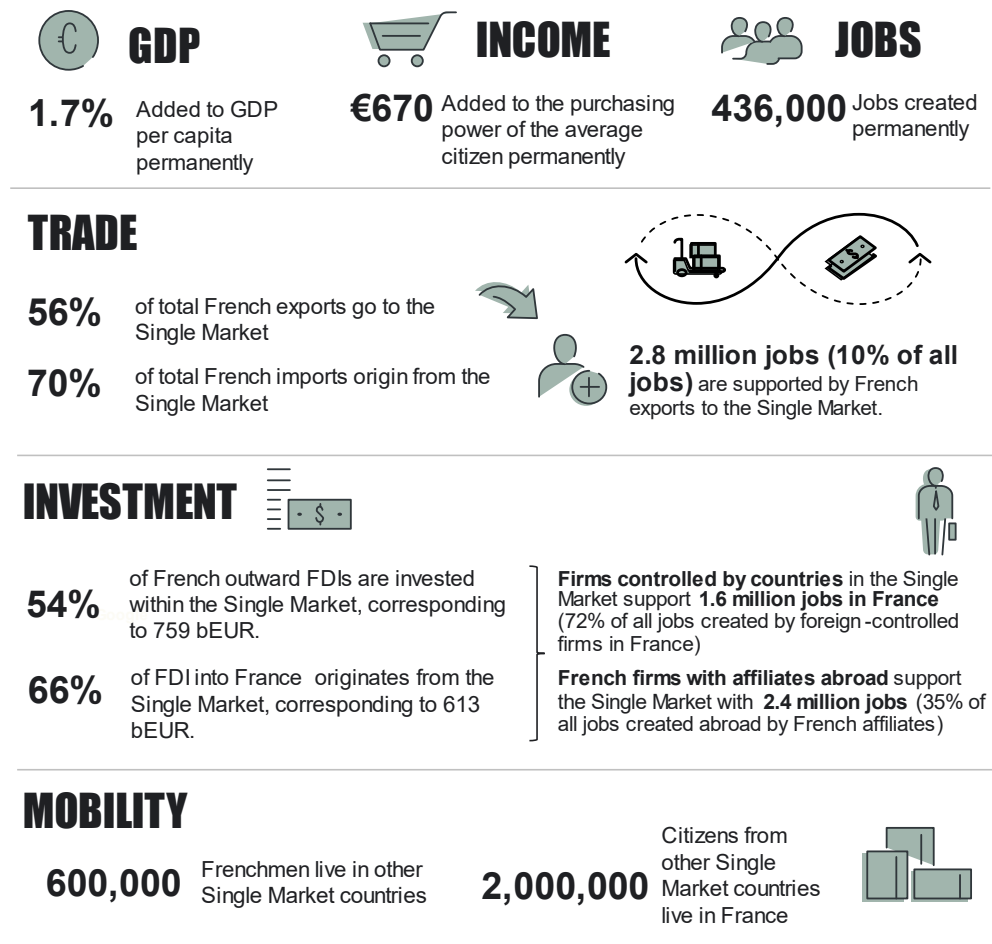 GDP
1.7%
Added to GDP
per capita
permanently
INCOME
€670
Added to the purchasing
power of the average
citizen permanently
JOBS
436,000
Jobs created
permanently
TRADE
56%
of total French exports go to the
Single Market
70%
of total French imports origin from the
Single Market
2.8 million jobs (10% of all
jobs) are supported by French
exports to the Single Market.
INVESTMENT
$
54%
of French outward FDIs are invested
within the Single Market, corresponding
to 759 bEUR.
66%
of FDI into France originates from the
Single Market, corresponding to 613
bEUR.
Firms controlled by countries in the Single
Market support 1.6 million jobs in France
(72% of all jobs created by foreign-controlled
firms in France)
French firms with affiliates abroad support
the Single Market with 2.4 million jobs (35% of
all jobs created abroad by French affiliates)
MOBILITY
600,000
Frenchmen live in other
Single Market countries
2,000,000
Citizens from
other Single
Market countries
live in France